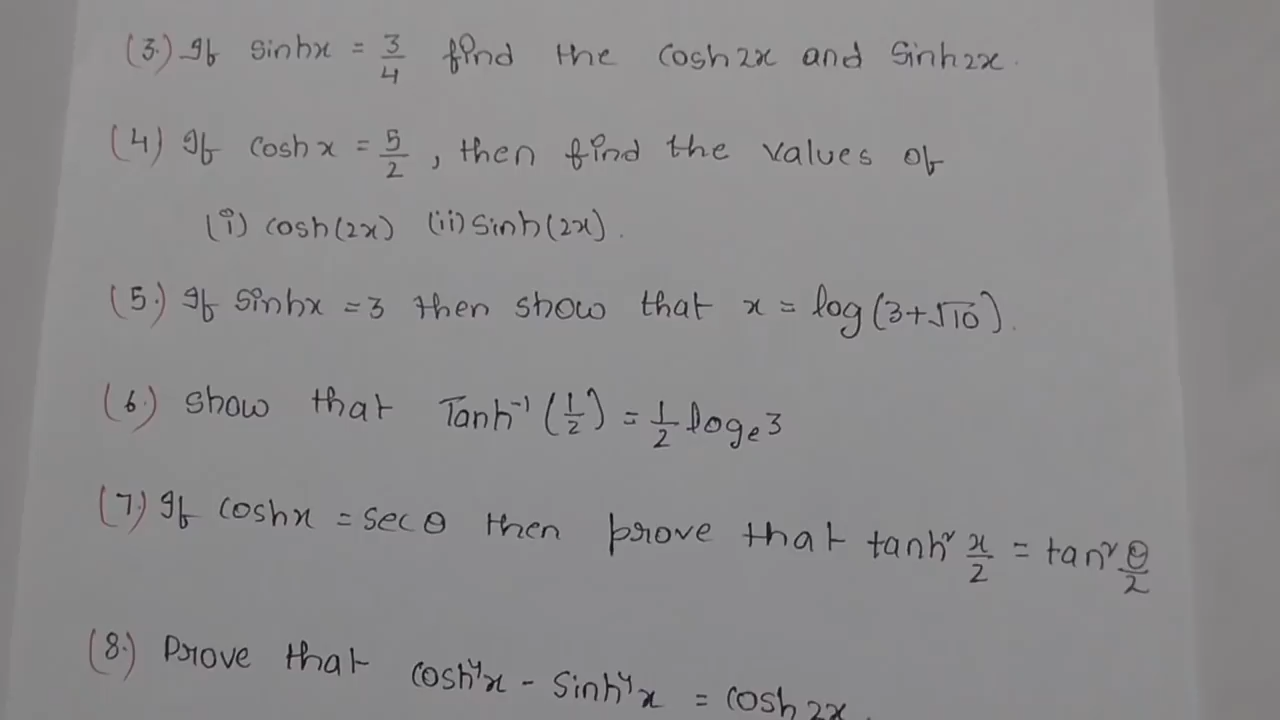 (3.) If sinhx = 3/4 find the cosh2x and sinh2x.
(4) If coshx = 5/2, then find the values of
(i) cosh(2x) (ii) sinh(2x).
(5.) If sinhx = 3 then show that x = log(3+√10).
(6.) show that Tanh⁻¹(1/2) = 1/2 logₑ3
(7.) If coshx = secθ then prove that tanh² x/2 = tan² θ/2
(8.) Prove that cosh⁴x - sinh⁴x = cosh2x.